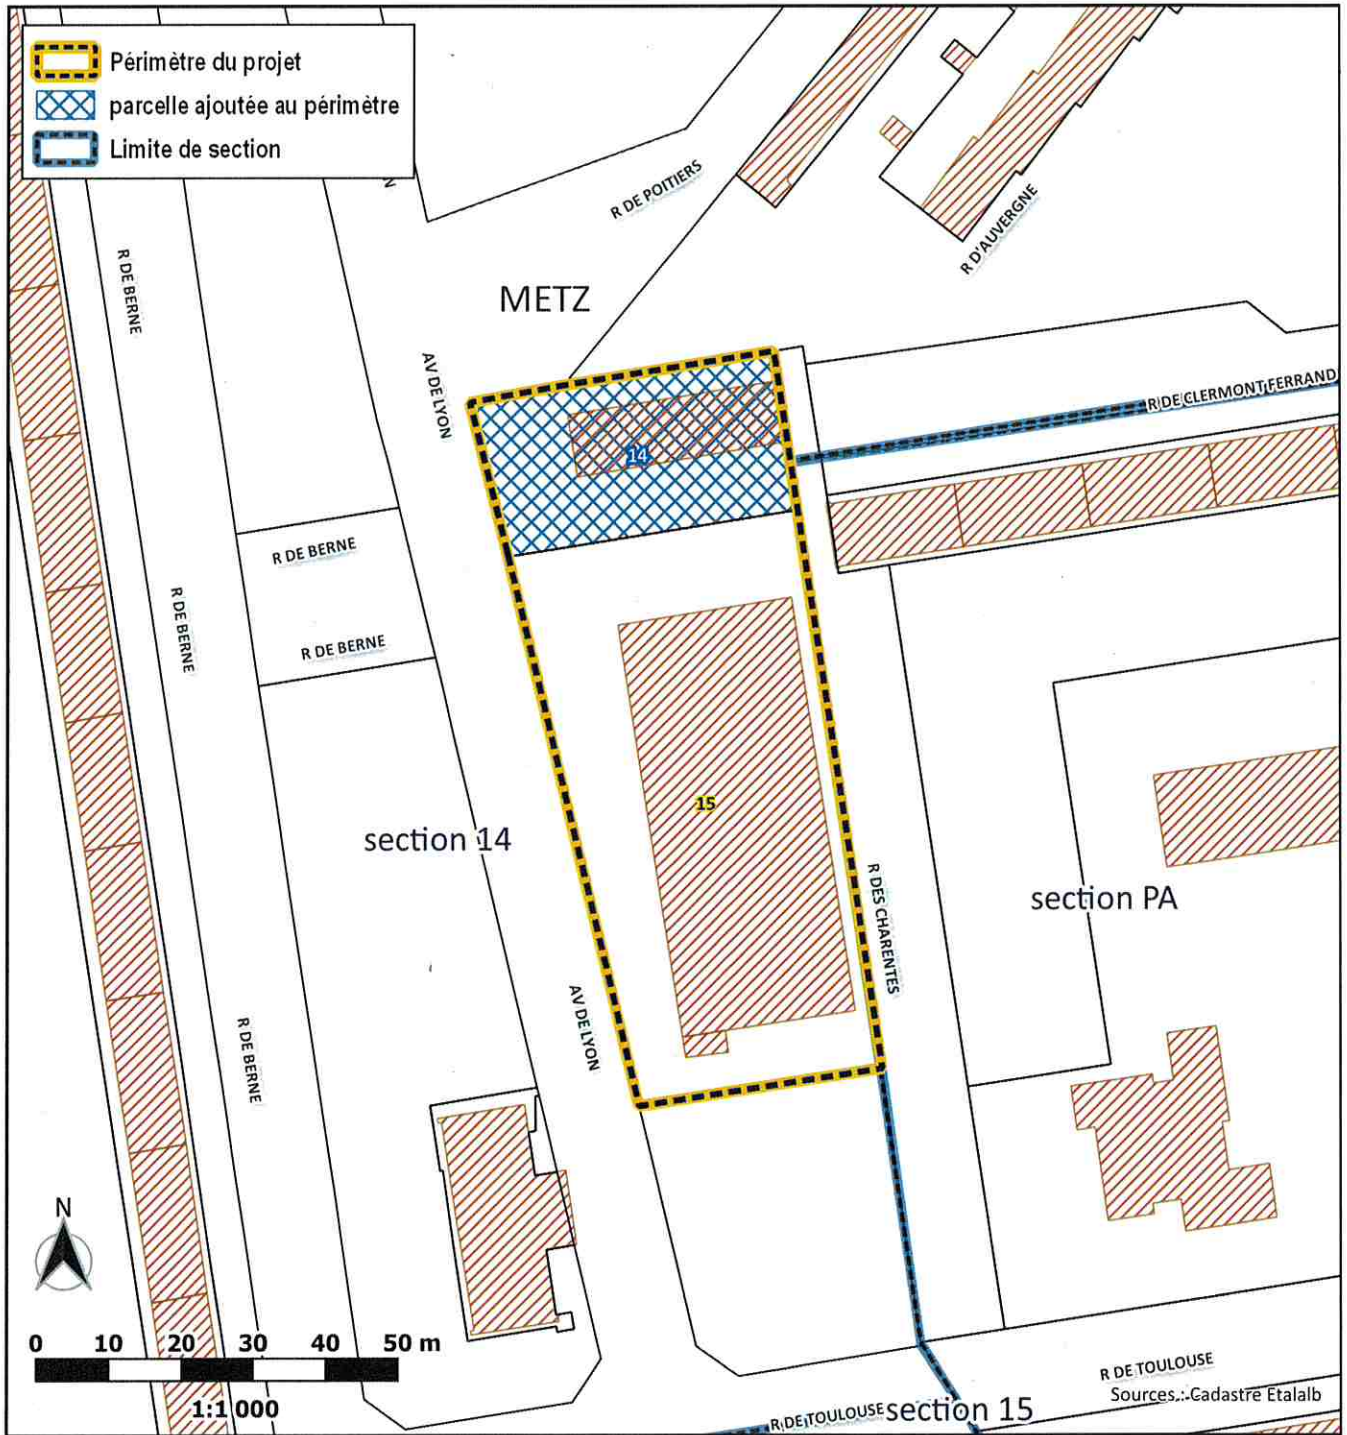 Périmètre du projet
parcelle ajoutée au périmètre
Limite de section
N
R DE POITIERS
R D'AUVERGNE
R DE BERNE
METZ
AV DE LYON
R DE CLERMONT FERRAND
14
R DE BERNE
R DE BERNE
R DE BERNE
15
section 14
R DES CHARENTES
section PA
AV DE LYON
R DE BERNE
N
0 10 20 30 40 50 m
1:1 000
R DE TOULOUSE
Sources : Cadastre Etalalb
R DE TOULOUSE
section 15